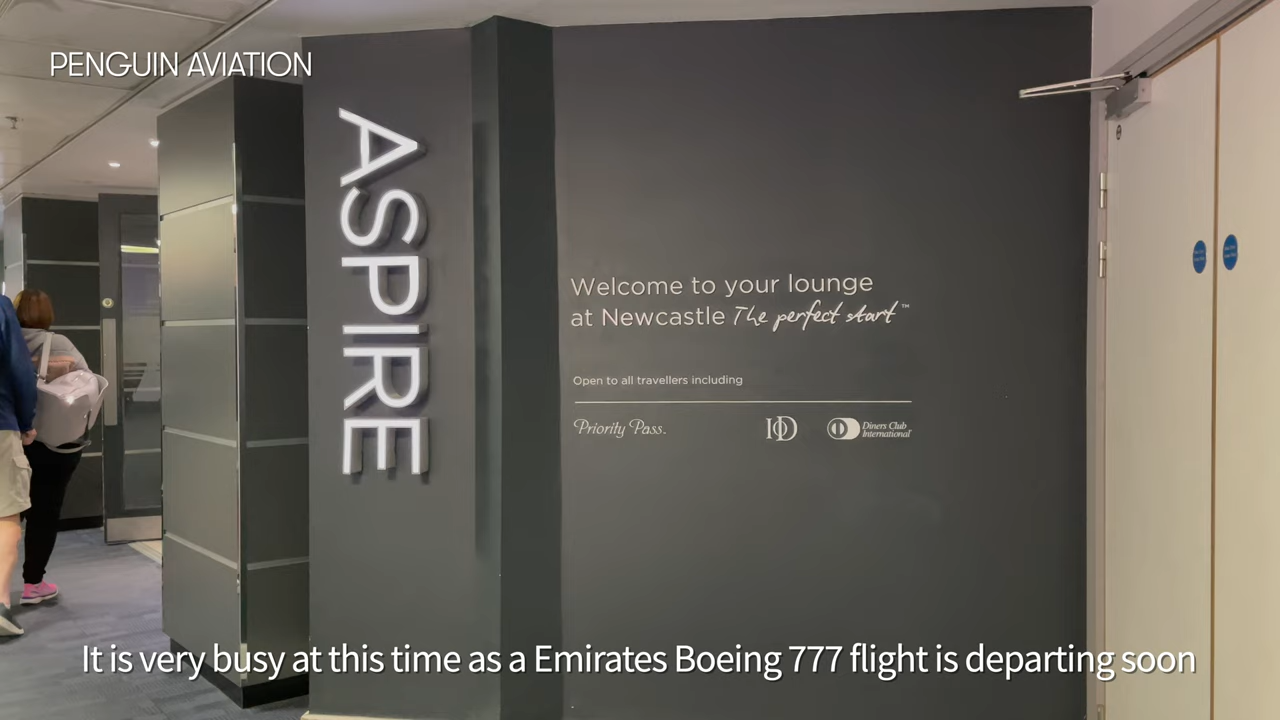 PENGUIN AVIATION
ASPIRE
Welcome to your lounge
at Newcastle The perfect start™
Open to all travellers including
Priority Pass.
IOD
Diners Club
International
It is very busy at this time as a Emirates Boeing 777 flight is departing soon